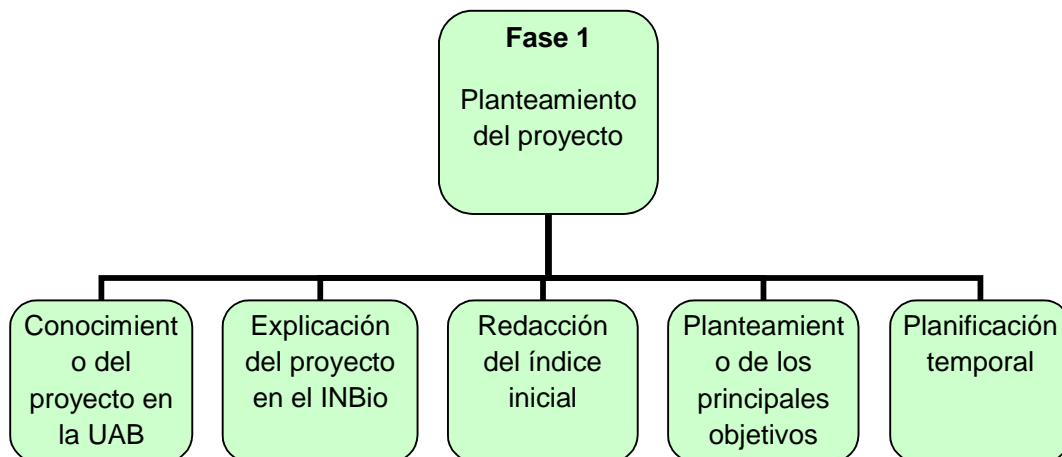 Fase 1
Planteamiento
del proyecto
Conocimient
o del
proyecto en
la UAB
Explicación
del proyecto
en el INBio
Redacción
del índice
inicial
Planteamient
o de los
principales
objetivos
Planificación
temporal